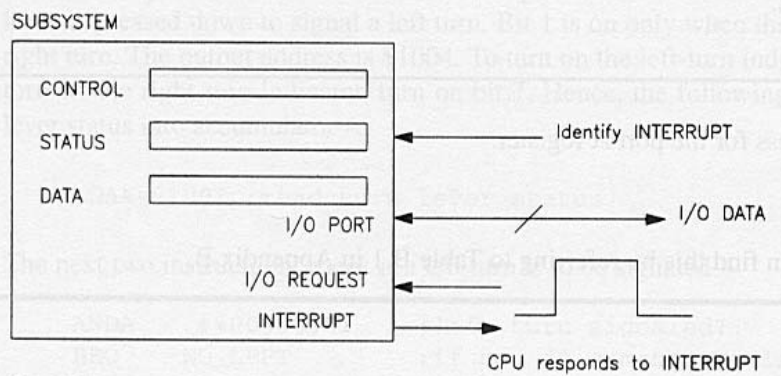 SUBSYSTEM
CONTROL
STATUS
Identify INTERRUPT
DATA
I/O PORT
I/O DATA
I/O REQUEST
INTERRUPT
CPU responds to INTERRUPT